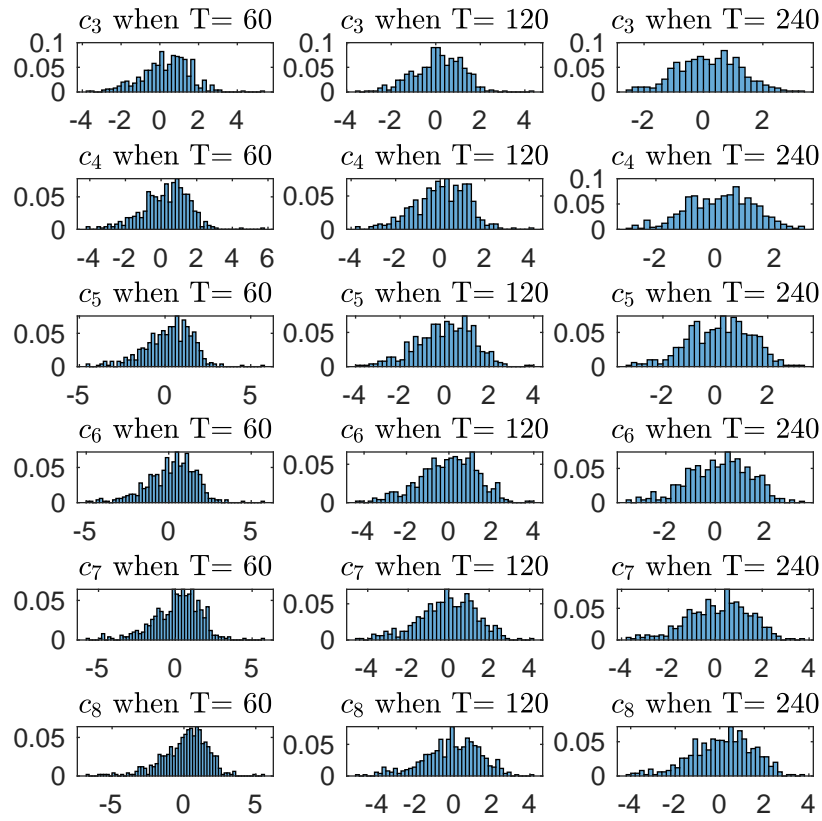 c3 when T= 60 c3 when T= 120 c3 when T= 240
0.1 0.1 0.1
0.05 0.05 0.05
0 0 0
-4 -2 0 2 4 -4 -2 0 2 4 -2 0 2
c4 when T= 60 c4 when T= 120 c4 when T= 240
0.1
0.05 0.05 0.05
0 0 0
-4 -2 0 2 4 6 -4 -2 0 2 4 -2 0 2
c5 when T= 60 c5 when T= 120 c5 when T= 240
0.05 0.05 0.05
0 0 0
-5 0 5 -4 -2 0 2 4 -2 0 2
c6 when T= 60 c6 when T= 120 c6 when T= 240
0.05 0.05 0.05
0 0 0
-5 0 5 -4 -2 0 2 4 -2 0 2
c7 when T= 60 c7 when T= 120 c7 when T= 240
0.05 0.05 0.05
0 0 0
-5 0 5 -4 -2 0 2 4 -4 -2 0 2 4
c8 when T= 60 c8 when T= 120 c8 when T= 240
0.05 0.05 0.05
0 0 0
-5 0 5 -4 -2 0 2 4 -4 -2 0 2 4